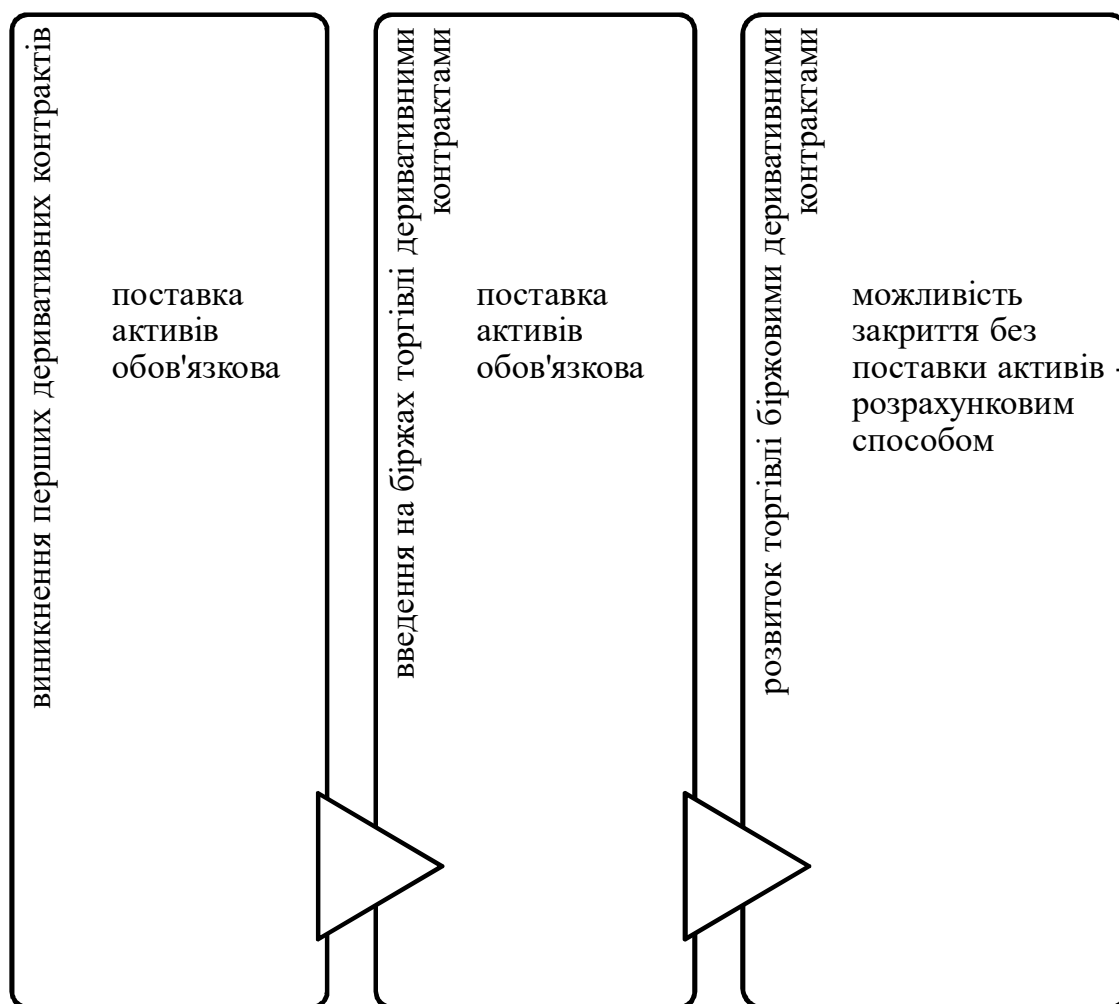 виникнення перших деривативних контрактів
поставка
активів
обов'язкова
введення на біржах торгівлі деривативними
контрактами
поставка
активів
обов'язкова
розвиток торгівлі біржовими деривативними
контрактами
можливість
закриття без
поставки активів -
розрахунковим
способом